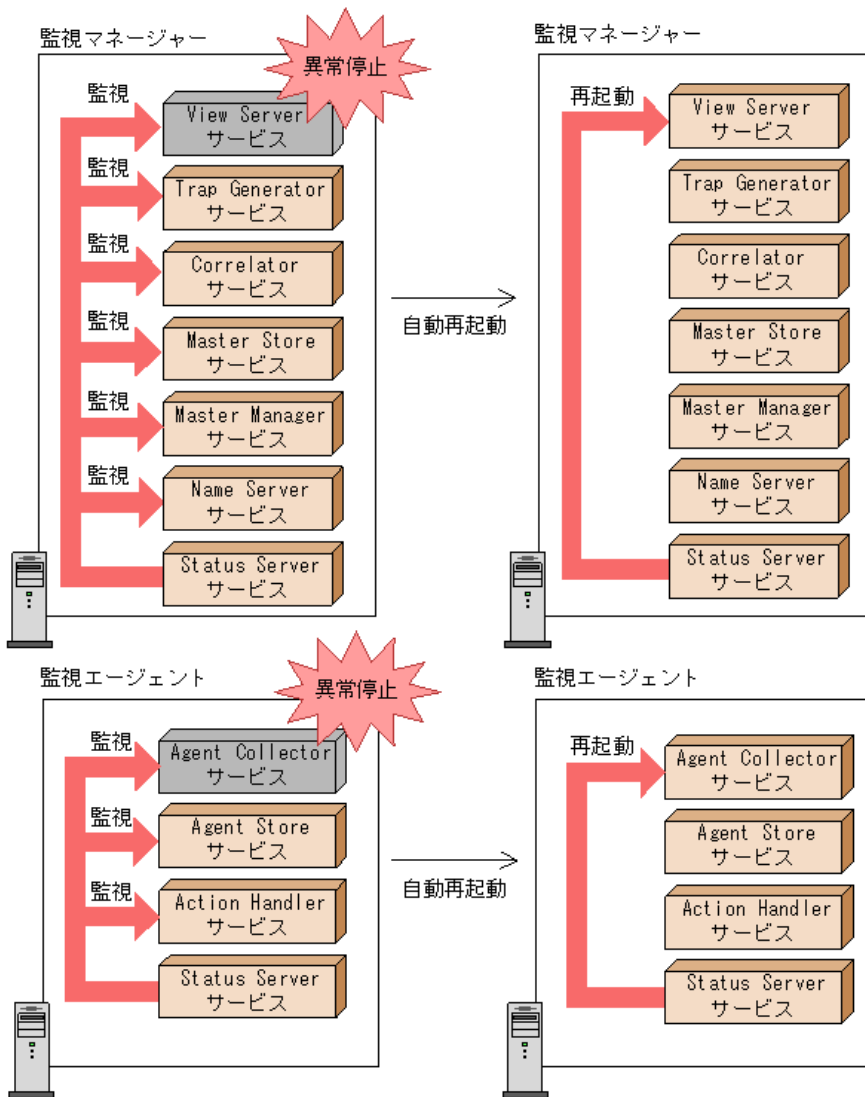 監視マネージャー
異常停止
監視
View Server
サービス
監視
Trap Generator
サービス
監視
Correlator
サービス
監視
Master Store
サービス
監視
Master Manager
サービス
監視
Name Server
サービス
Status Server
サービス
自動再起動
監視マネージャー
再起動
View Server
サービス
Trap Generator
サービス
Correlator
サービス
Master Store
サービス
Master Manager
サービス
Name Server
サービス
Status Server
サービス
監視エージェント
異常停止
監視
Agent Collector
サービス
監視
Agent Store
サービス
監視
Action Handler
サービス
Status Server
サービス
自動再起動
監視エージェント
再起動
Agent Collector
サービス
Agent Store
サービス
Action Handler
サービス
Status Server
サービス